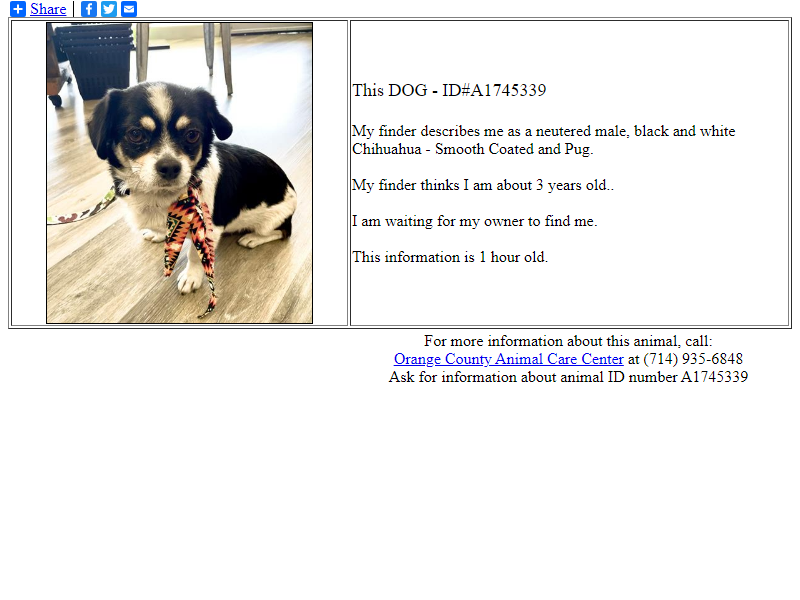 Share |
This DOG - ID#A1745339
My finder describes me as a neutered male, black and white
Chihuahua - Smooth Coated and Pug.
My finder thinks I am about 3 years old..
I am waiting for my owner to find me.
This information is 1 hour old.
For more information about this animal, call:
Orange County Animal Care Center at (714) 935-6848
Ask for information about animal ID number A1745339